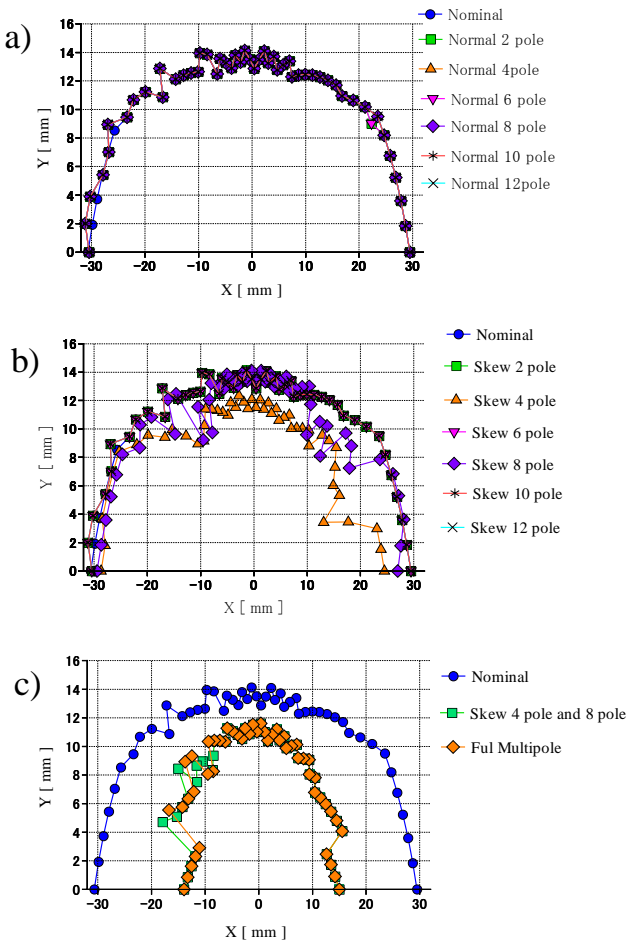 a)
16
14
12
10
8
6
4
2
0
Y [ mm ]
−30 −20 −10 0 10 20 30
X [ mm ]
Nominal
Normal 2 pole
Normal 4pole
Normal 6 pole
Normal 8 pole
Normal 10 pole
Normal 12pole
b)
16
14
12
10
8
6
4
2
0
Y [ mm ]
−30 −20 −10 0 10 20 30
X [ mm ]
Nominal
Skew 2 pole
Skew 4 pole
Skew 6 pole
Skew 8 pole
Skew 10 pole
Skew 12 pole
c)
16
14
12
10
8
6
4
2
0
Y [ mm ]
−30 −20 −10 0 10 20 30
X [ mm ]
Nominal
Skew 4 pole and 8 pole
Ful Multipole